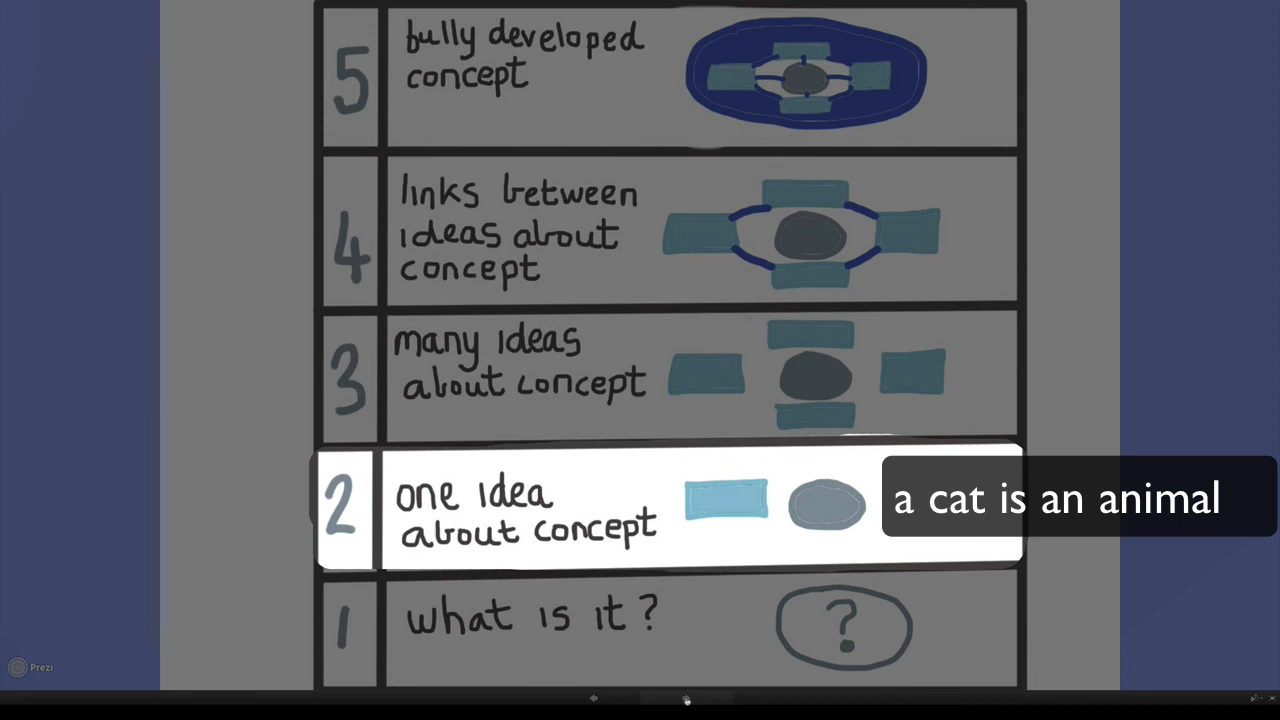 5
fully developed
concept
4
links between
ideas about
concept
3
many ideas
about concept
2
one idea
about concept
a cat is an animal
1
what is it?
?
Prezi